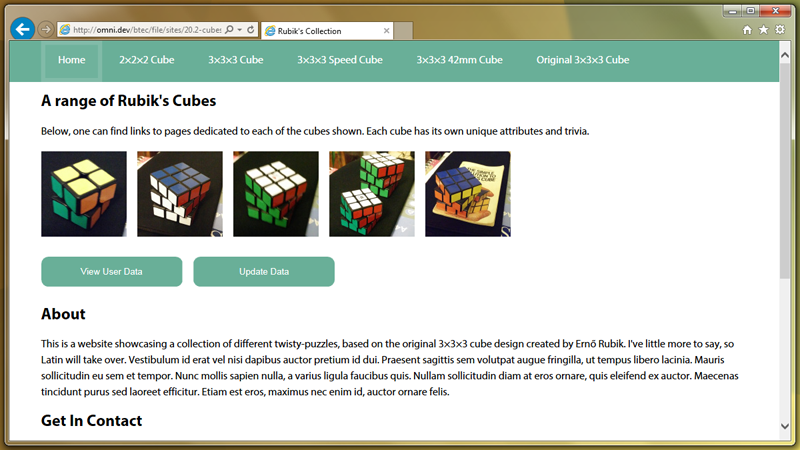 http://omni.dev/btec/file/sites/20.2-cubes
Rubik's Collection
Home
2×2×2 Cube
3×3×3 Cube
3×3×3 Speed Cube
3×3×3 42mm Cube
Original 3×3×3 Cube
A range of Rubik's Cubes
Below, one can find links to pages dedicated to each of the cubes shown. Each cube has its own unique attributes and trivia.
View User Data
Update Data
About
This is a website showcasing a collection of different twisty-puzzles, based on the original 3×3×3 cube design created by Ernő Rubik. I've little more to say, so
Latin will take over. Vestibulum id erat vel nisi dapibus auctor pretium id dui. Praesent sagittis sem volutpat augue fringilla, ut tempus libero lacinia. Mauris
sollicitudin eu sem et tempor. Nunc mollis sapien nulla, a varius ligula faucibus quis. Nullam sollicitudin diam at eros ornare, quis eleifend ex auctor. Maecenas
tincidunt purus sed laoreet efficitur. Etiam est eros, maximus nec enim id, auctor ornare felis.
Get In Contact